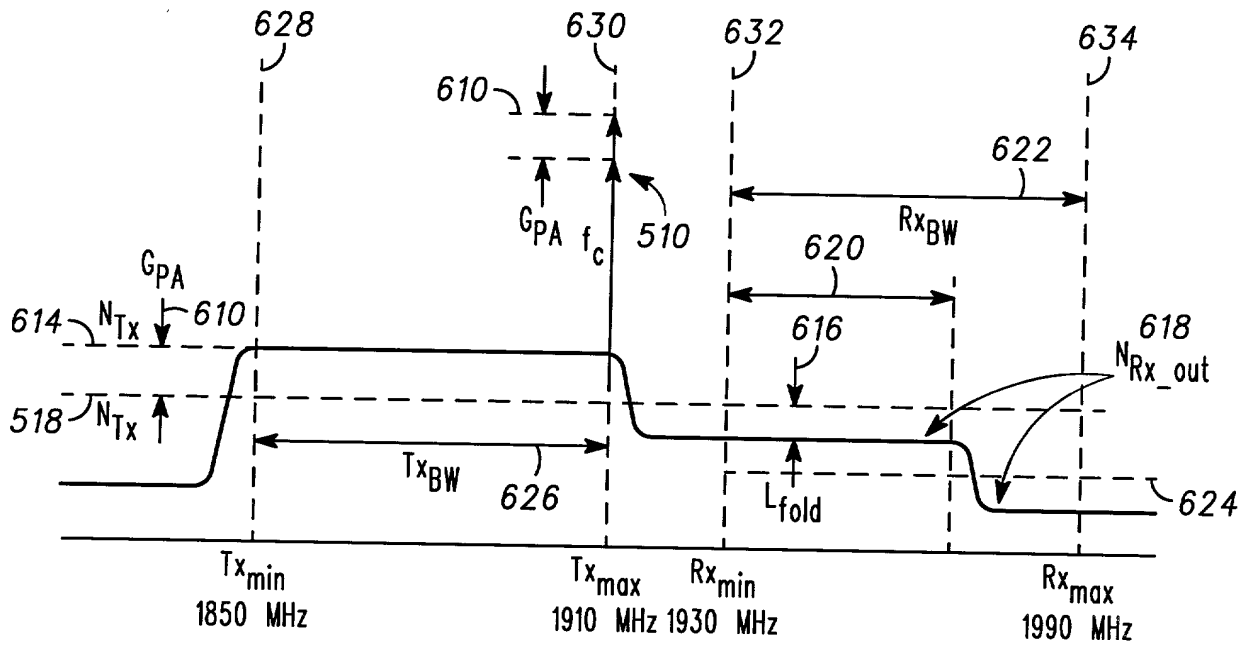 628
630
632
634
610
622
G_PA f_c
510
Rx_BW
620
G_PA
610
614
N_Tx
616
618
N_Rx_out
518
N_Tx
Tx_BW
626
L_fold
624
Tx_min
1850 MHz
Tx_max
1910 MHz
Rx_min
1930 MHz
Rx_max
1990 MHz